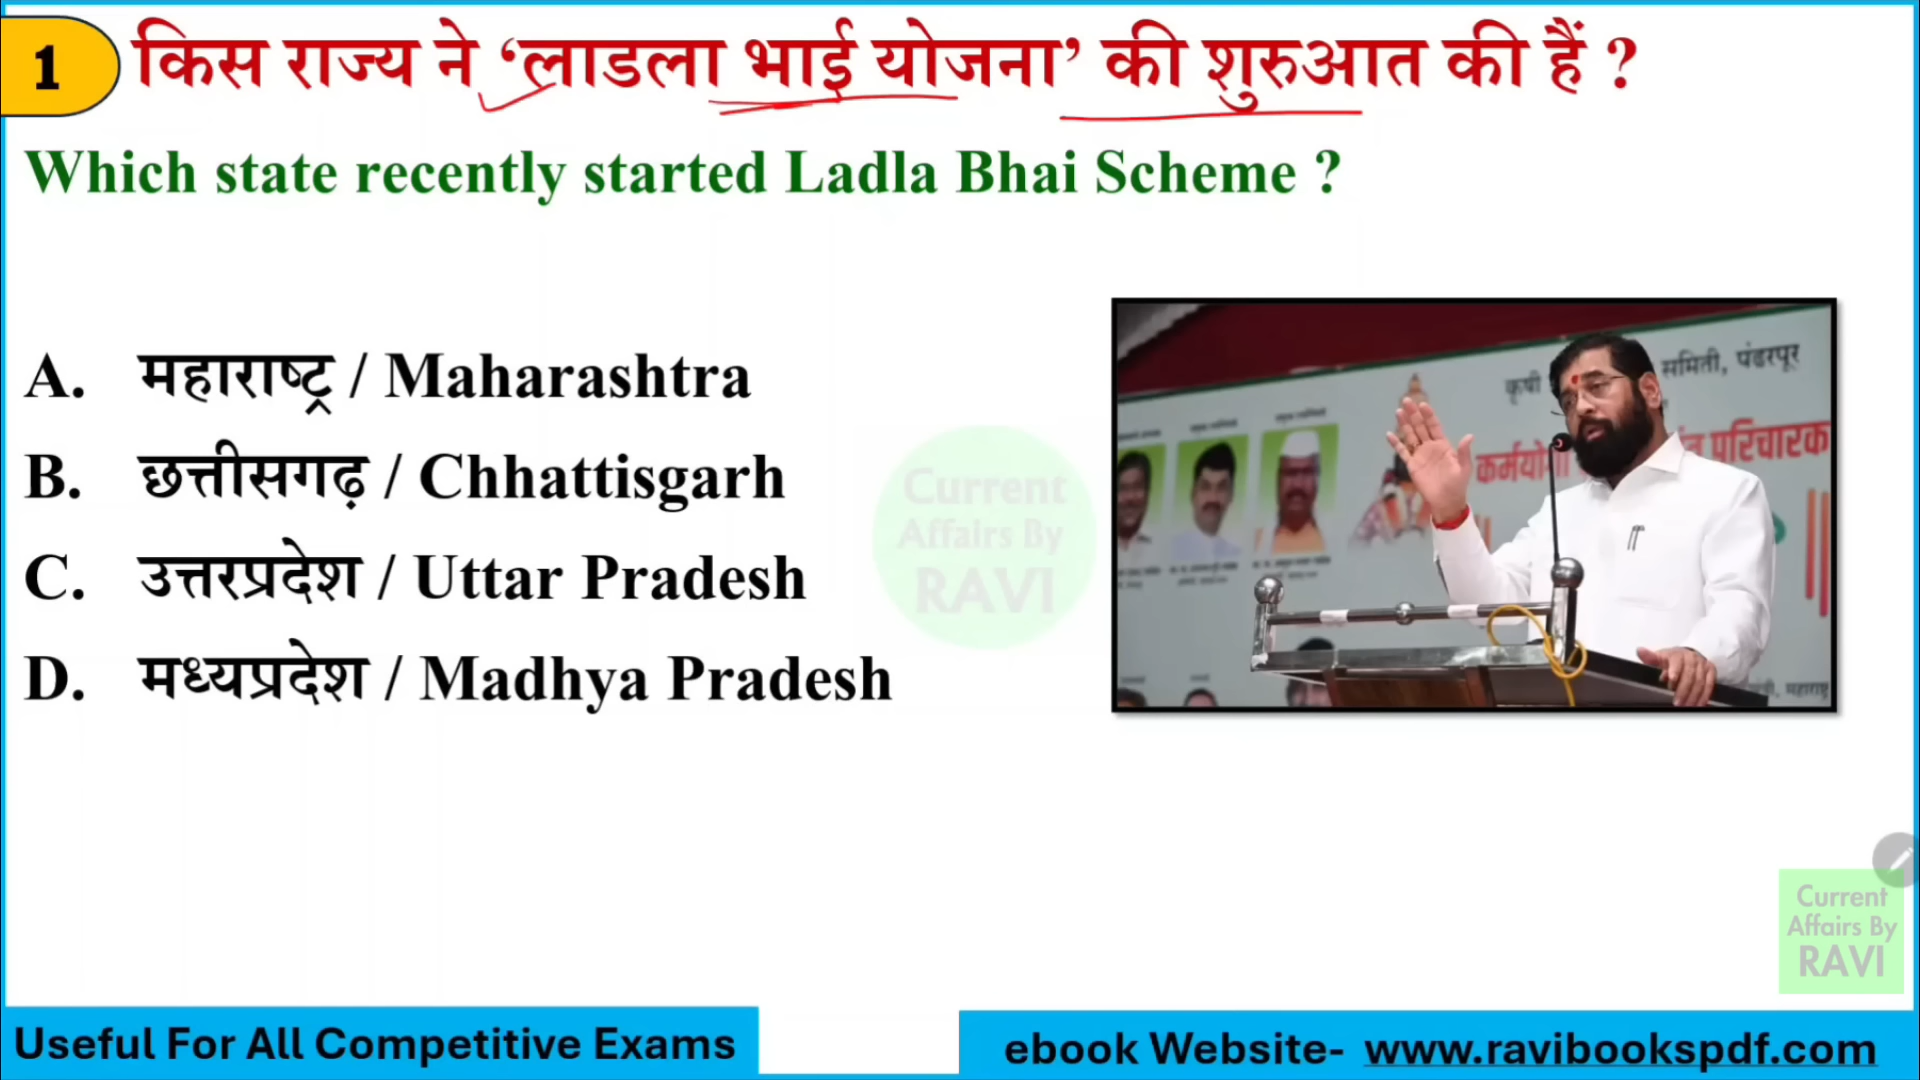 1
किस राज्य ने ‘लाडला भाई योजना’ की शुरुआत की हैं ?
Which state recently started Ladla Bhai Scheme ?
A. महाराष्ट्र / Maharashtra
B. छत्तीसगढ़ / Chhattisgarh
C. उत्तरप्रदेश / Uttar Pradesh
D. मध्यप्रदेश / Madhya Pradesh
Current
Affairs By
RAVI
कृषी
समिती, पंढरपूर
परिचारक
Current
Affairs By
RAVI
Useful For All Competitive Exams
ebook Website- www.ravibookspdf.com